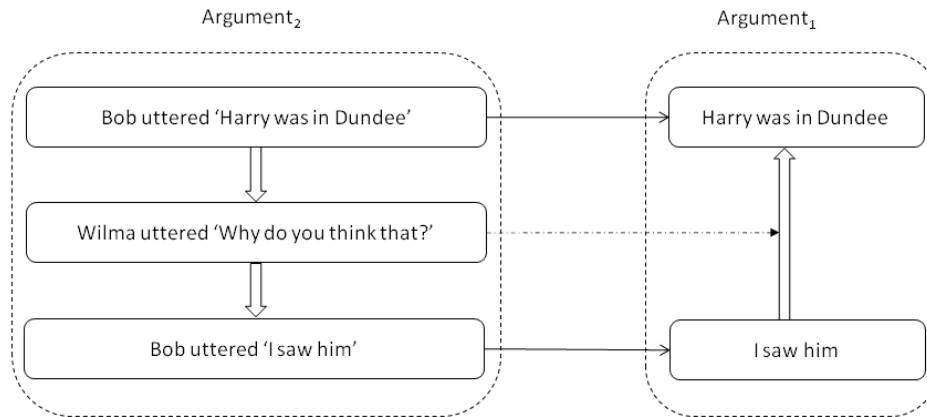 Argument₂
Argument₁
Bob uttered ‘Harry was in Dundee’
Harry was in Dundee
Wilma uttered ‘Why do you think that?’
Bob uttered ‘I saw him’
I saw him